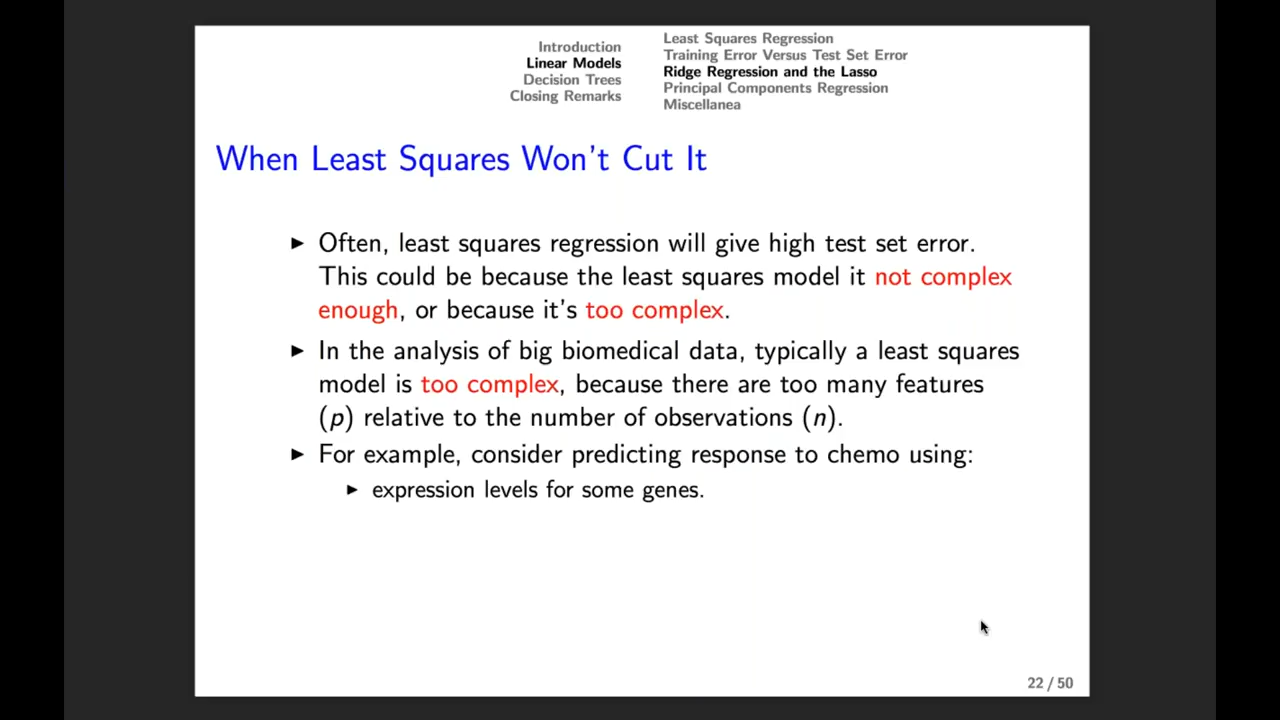 Introduction
Linear Models
Decision Trees
Closing Remarks
Least Squares Regression
Training Error Versus Test Set Error
Ridge Regression and the Lasso
Principal Components Regression
Miscellanea
When Least Squares Won't Cut It
► Often, least squares regression will give high test set error.
This could be because the least squares model it not complex
enough, or because it's too complex.
► In the analysis of big biomedical data, typically a least squares
model is too complex, because there are too many features
(p) relative to the number of observations (n).
► For example, consider predicting response to chemo using:
► expression levels for some genes.
22 / 50